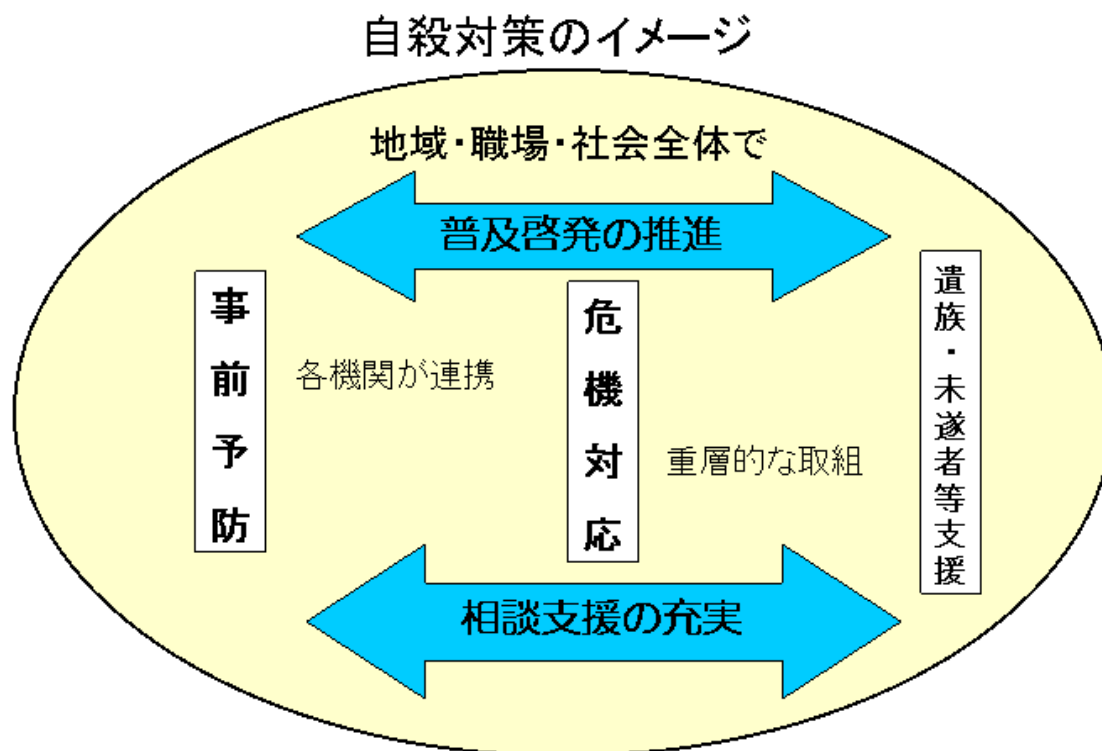 自殺対策のイメージ
地域・職場・社会全体で
普及啓発の推進
事前予防
各機関が連携
危機対応
重層的な取組
遺族・未遂者等支援
相談支援の充実